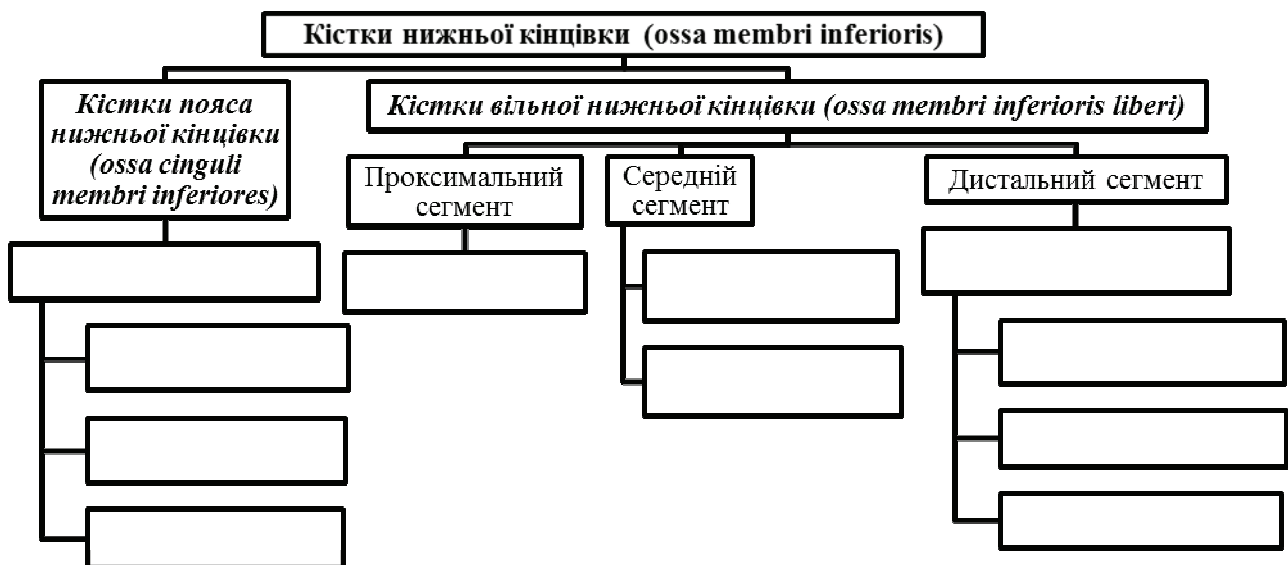 Кістки нижньої кінцівки (ossa membri inferioris)
Кістки пояса
нижньої кінцівки
(ossa cinguli
membri inferiores)
Кістки вільної нижньої кінцівки (ossa membri inferioris liberi)
Проксимальний
сегмент
Середній
сегмент
Дистальний сегмент